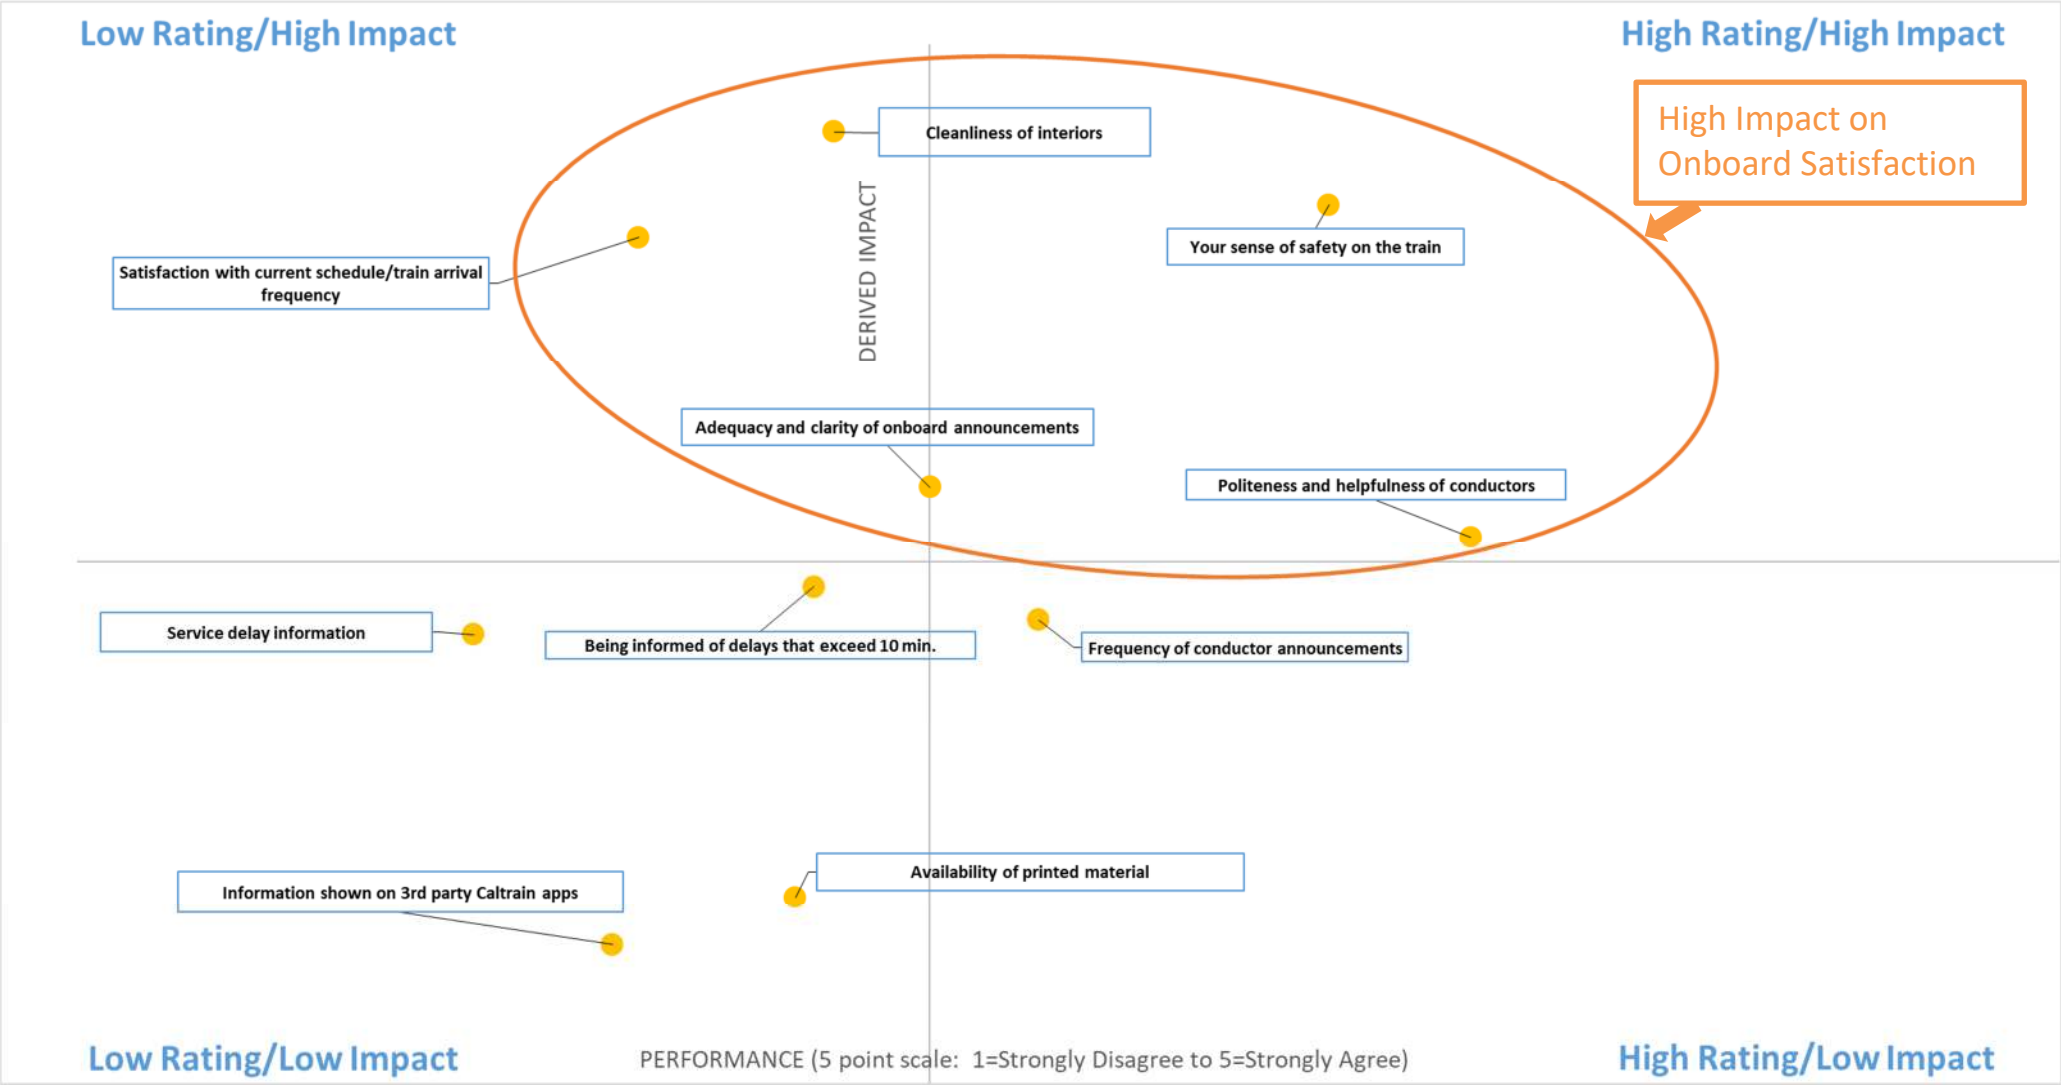 Low Rating/High Impact
High Rating/High Impact
High Impact on
Onboard Satisfaction
Cleanliness of interiors
DERIVED IMPACT
Your sense of safety on the train
Satisfaction with current schedule/train arrival
frequency
Adequacy and clarity of onboard announcements
Politeness and helpfulness of conductors
Service delay information
Being informed of delays that exceed 10 min.
Frequency of conductor announcements
Availability of printed material
Information shown on 3rd party Caltrain apps
Low Rating/Low Impact
PERFORMANCE (5 point scale: 1=Strongly Disagree to 5=Strongly Agree)
High Rating/Low Impact